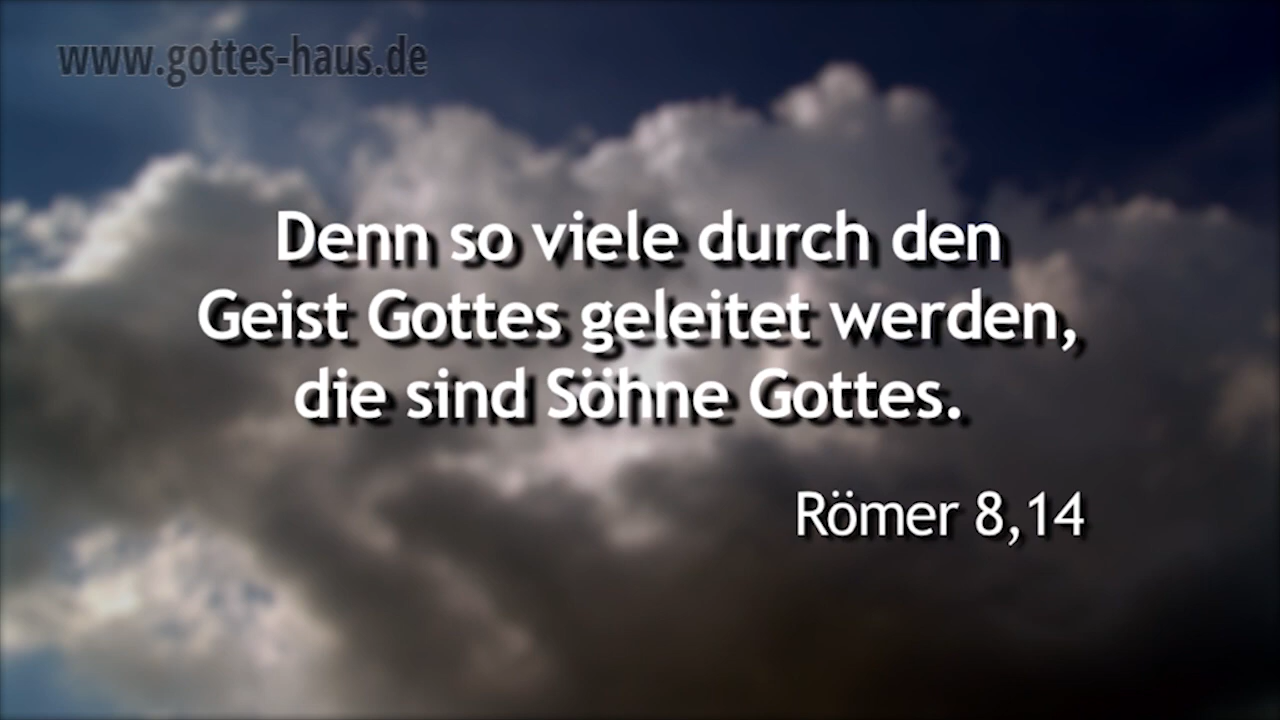 www.gottes-haus.de
Denn so viele durch den
Geist Gottes geleitet werden,
die sind Söhne Gottes.
Römer 8,14